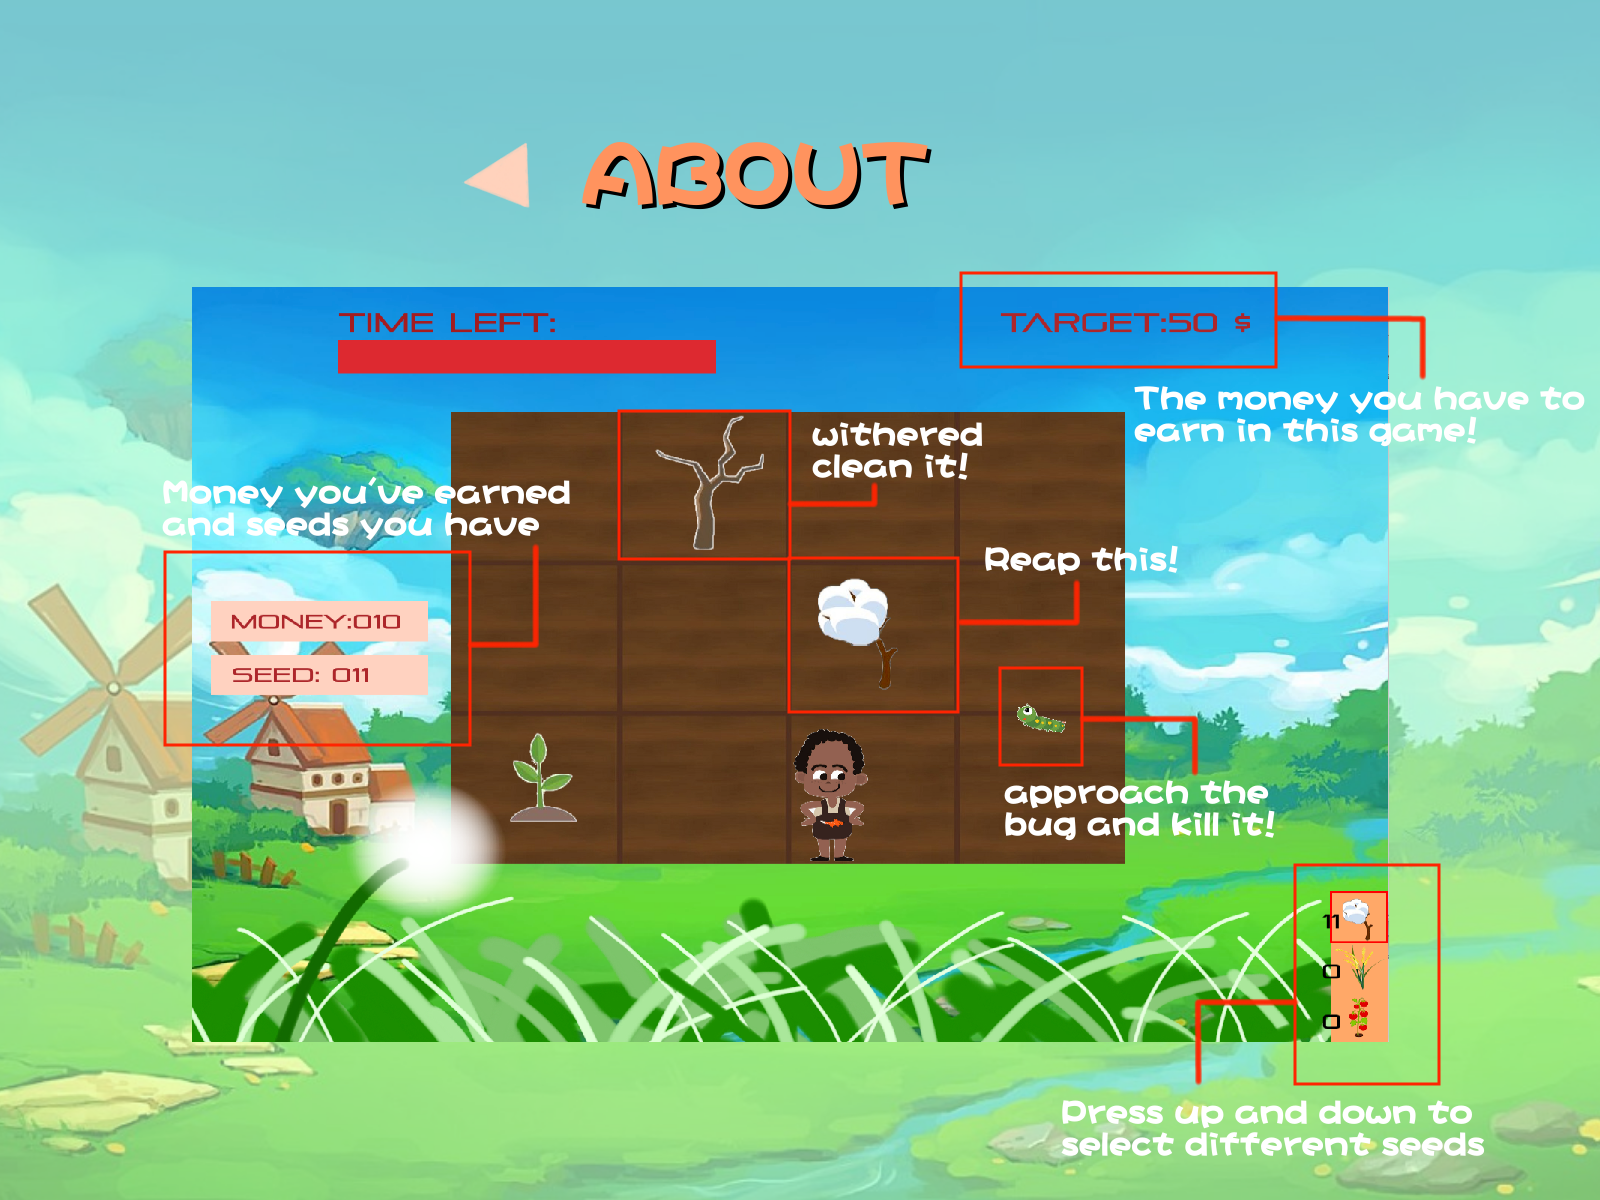 ABOUT
TIME LEFT:
TARGET:50 $
The money you have to
earn in this game!
withered
clean it!
Money you've earned
and seeds you have
Reap this!
MONEY:010
SEED: 011
approach the
bug and kill it!
11
0
0
Press up and down to
select different seeds